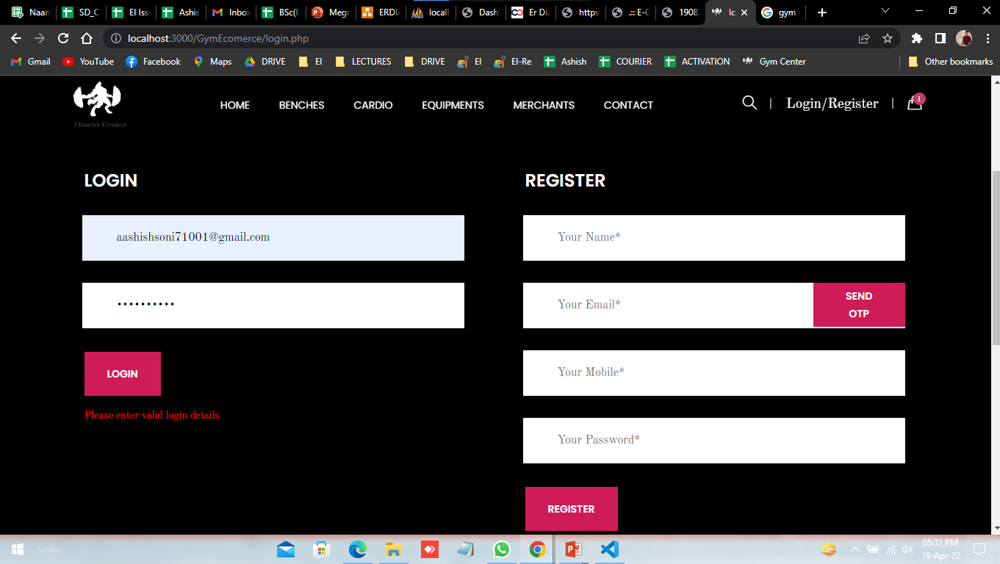 Naan
SD_C
EI Iss
Ashis
Inbox
BSc(I
Megr
ERDI
locall
Dashl
Er Dia
https
.:: E-G
1908.
lo
gym
localhost:3000/GymEcomerce/login.php
Gmail YouTube Facebook Maps DRIVE EI LECTURES DRIVE EI EI-Re Ashish COURIER ACTIVATION Gym Center Other bookmarks
Fitness Center
HOME BENCHES CARDIO EQUIPMENTS MERCHANTS CONTACT | Login/Register | 1
LOGIN
aashishsoni71001@gmail.com
••••••••••
LOGIN
Please enter valid login details
REGISTER
Your Name*
Your Email*
SEND
OTP
Your Mobile*
Your Password*
REGISTER
Links
05:31 PM
19-Apr-22